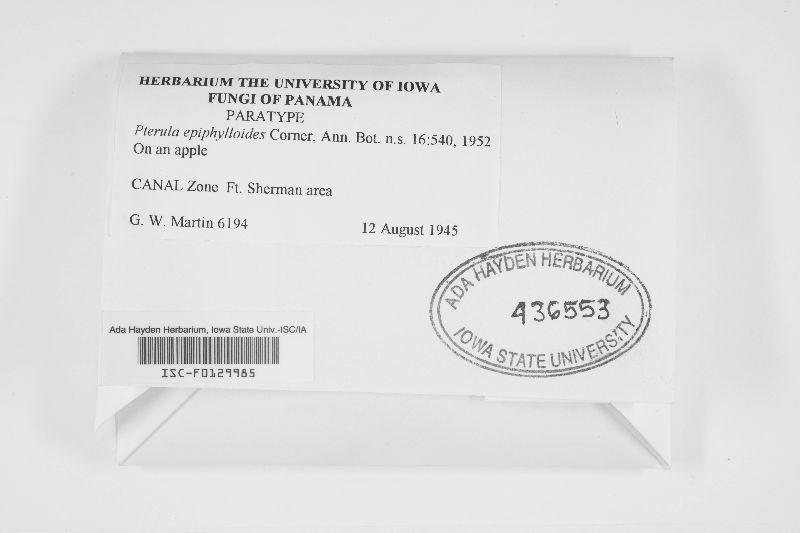 HERBARIUM THE UNIVERSITY OF IOWA
FUNGI OF PANAMA
PARATYPE
Pterula epiphylloides Corner, Ann. Bot. n.s. 16:540, 1952
On an apple
CANAL Zone Ft. Sherman area
G. W. Martin 6194 12 August 1945
ADA HAYDEN HERBARIUM
436553
IOWA STATE UNIVERSITY
Ada Hayden Herbarium, Iowa State Univ.-ISC/IA
ISC-F0129985